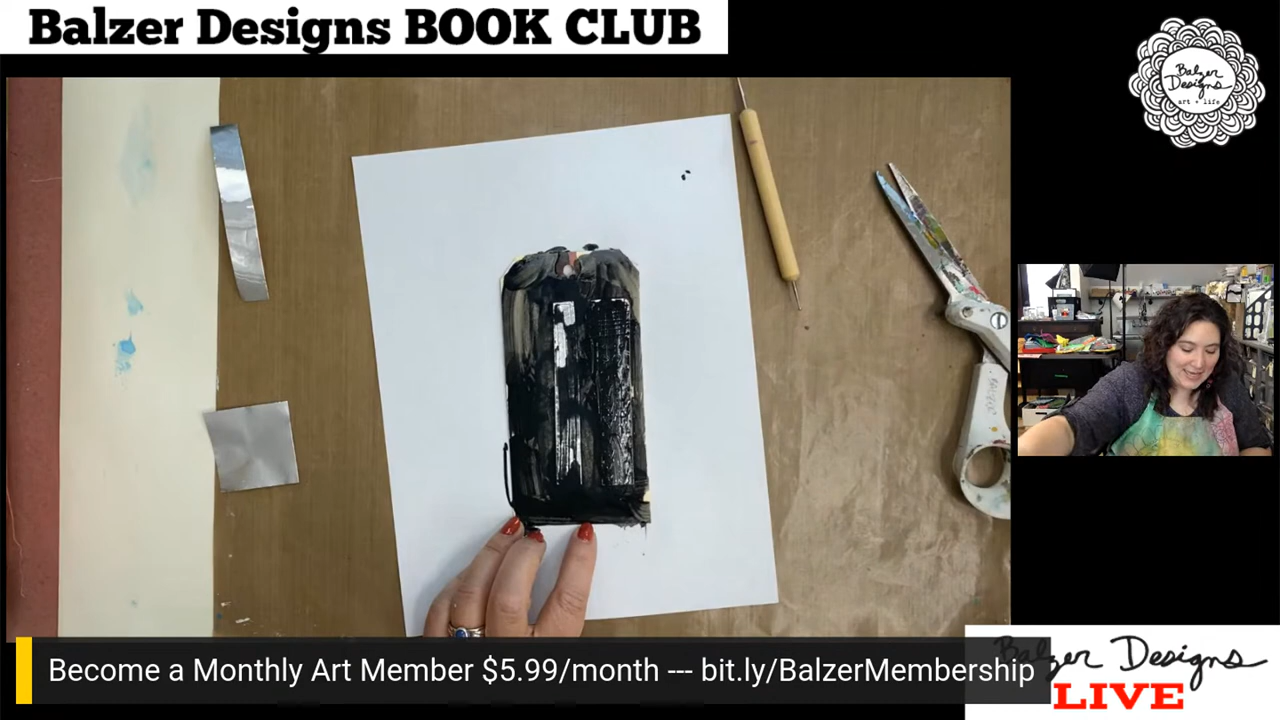 Balzer Designs BOOK CLUB
Balzer
Designs
art + life
Become a Monthly Art Member $5.99/month --- bit.ly/BalzerMembership
Balzer Designs
LIVE